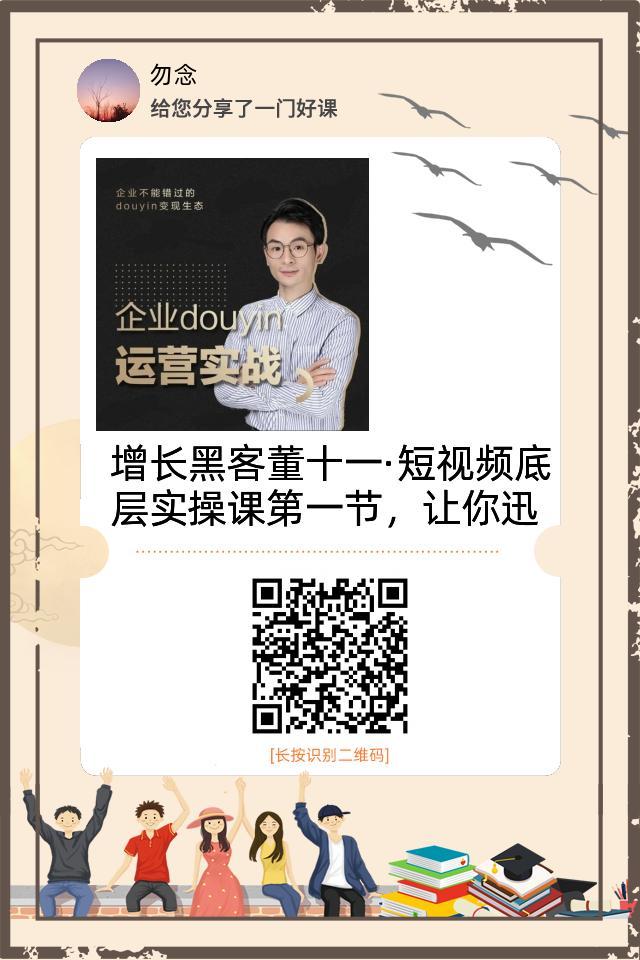 勿念
给您分享了一门好课
企业不能错过的
douyin变现生态
企业douyin
运营实战
增长黑客董十一·短视频底
层实操课第一节，让你迅
[长按识别二维码]